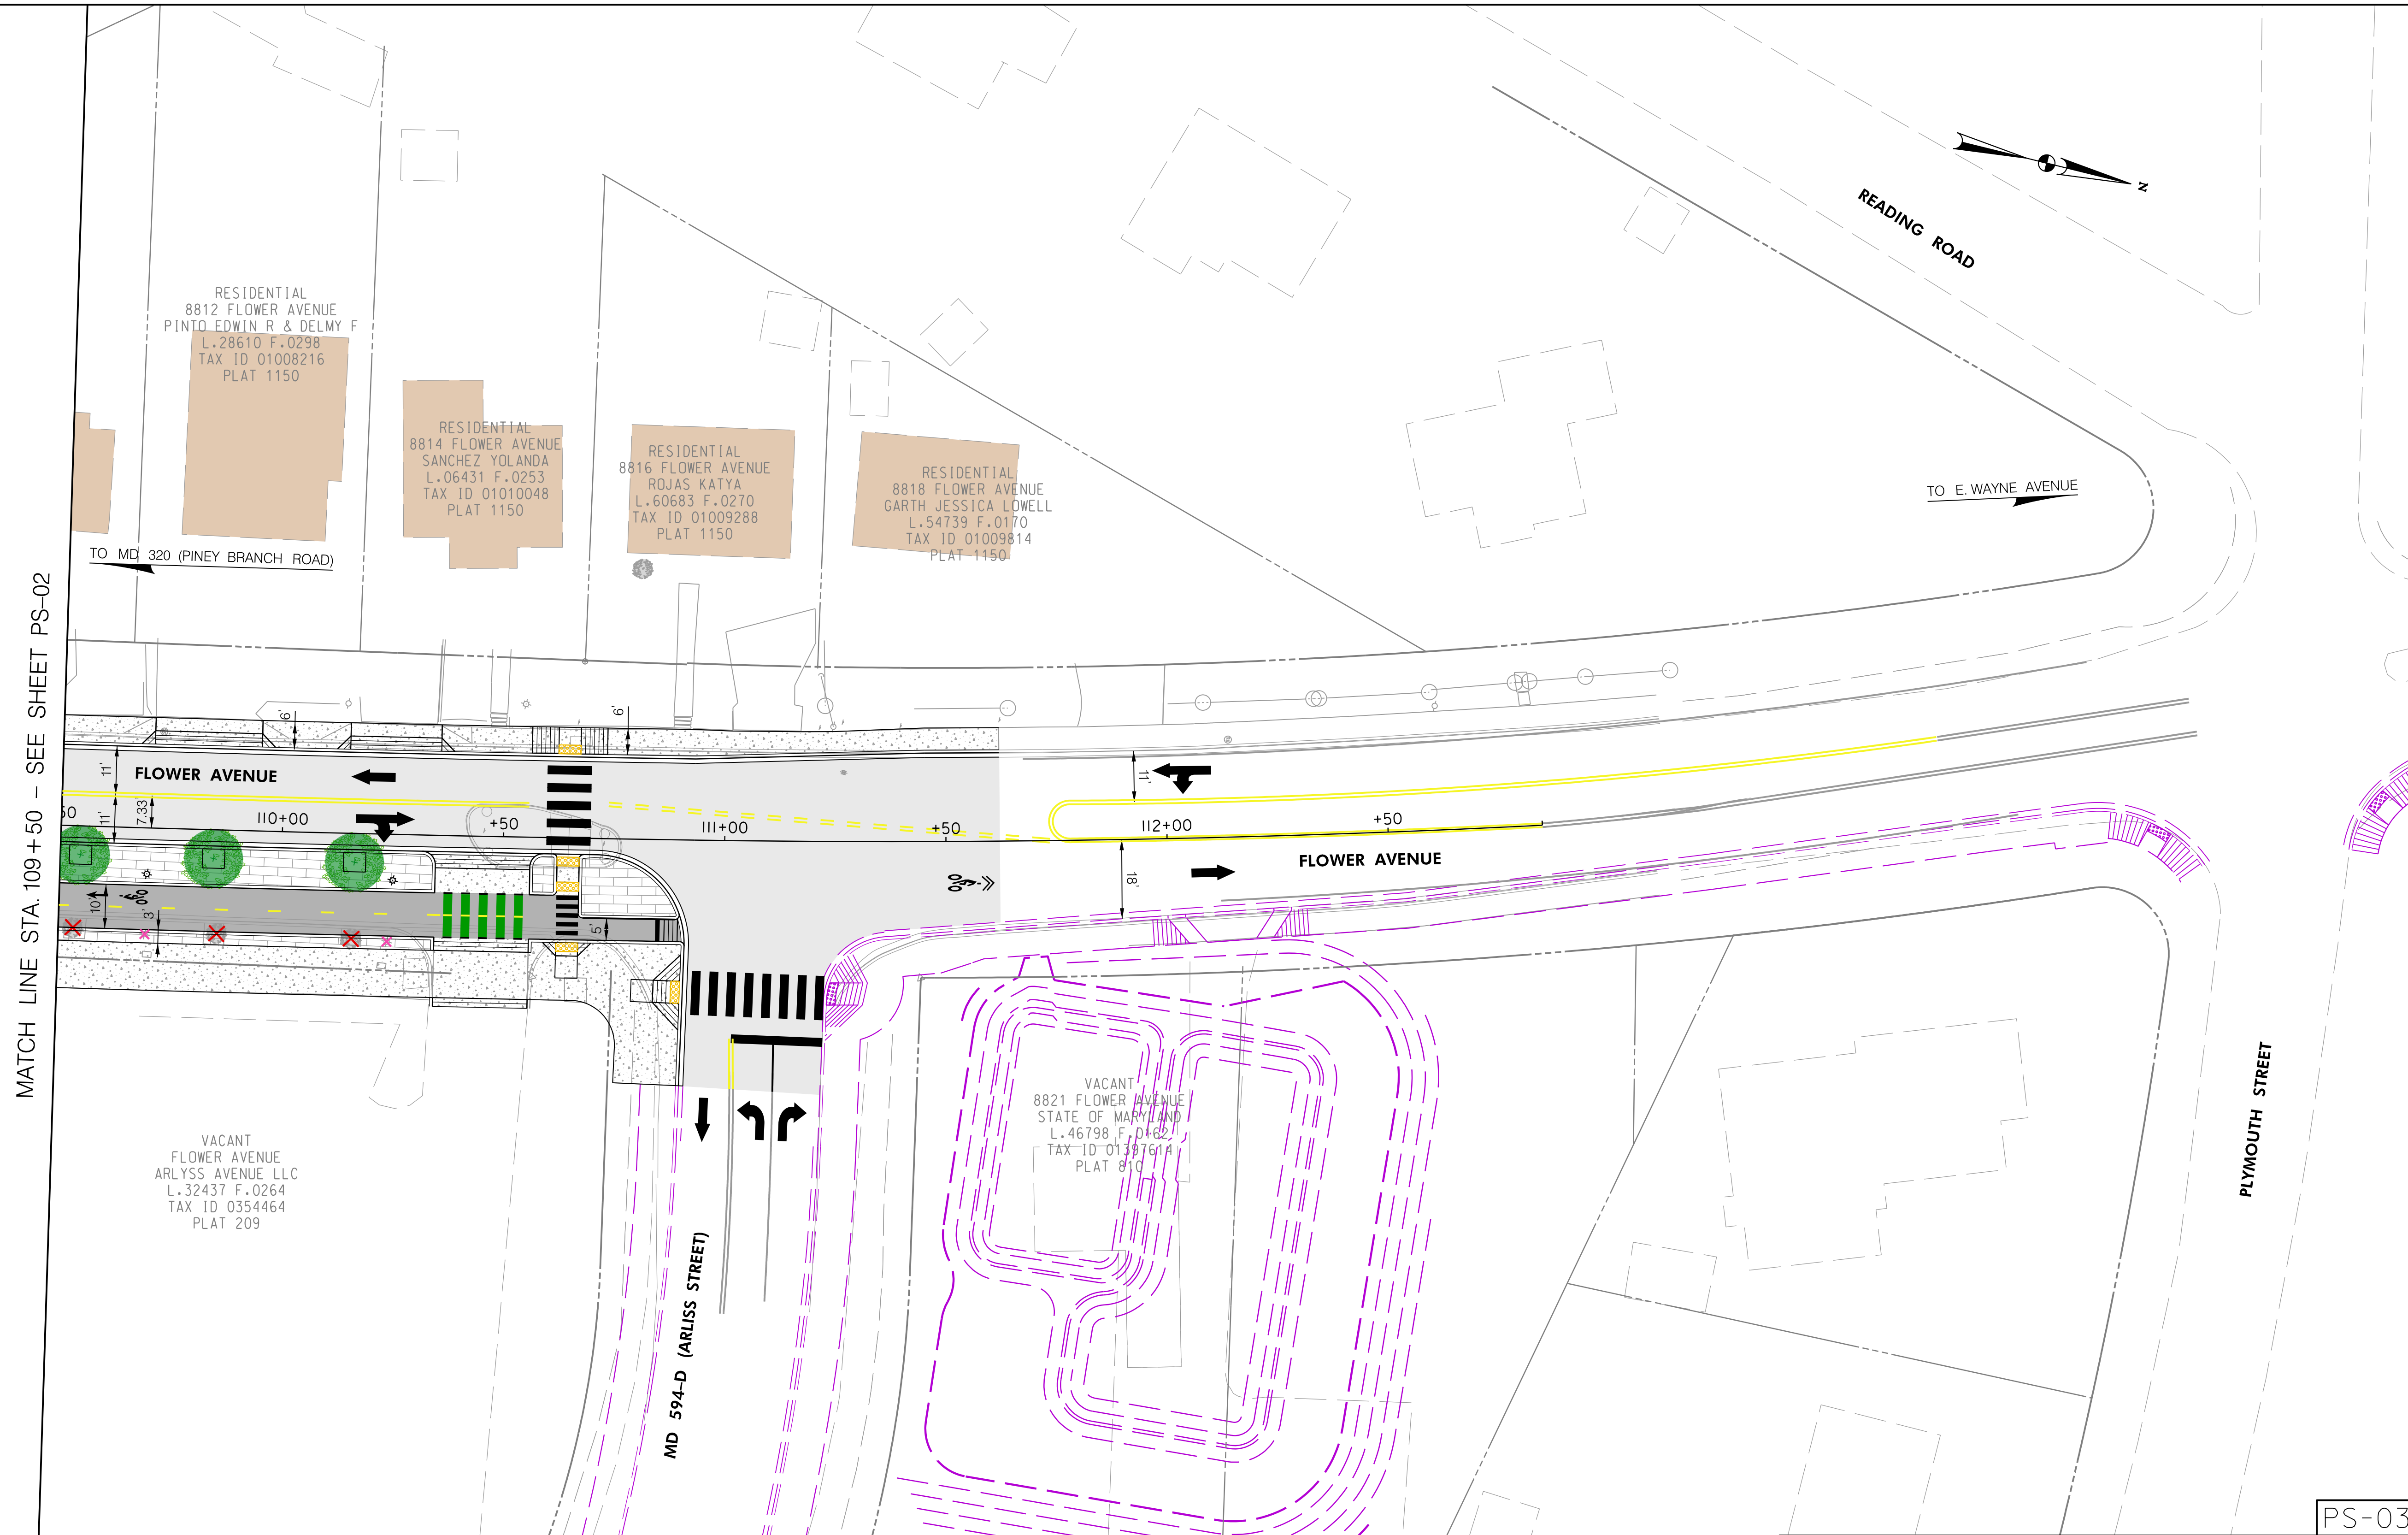 MATCH LINE STA. 109+50 - SEE SHEET PS-02
READING ROAD
N
RESIDENTIAL
8812 FLOWER AVENUE
PINTO EDWIN R & DELMY F
L.28610 F.0298
TAX ID 01008216
PLAT 1150
RESIDENTIAL
8814 FLOWER AVENUE
SANCHEZ YOLANDA
L.06431 F.0253
TAX ID 01010048
PLAT 1150
RESIDENTIAL
8816 FLOWER AVENUE
ROJAS KATYA
L.60683 F.0270
TAX ID 01009288
PLAT 1150
RESIDENTIAL
8818 FLOWER AVENUE
GARTH JESSICA LOWELL
L.54739 F.0170
TAX ID 01009814
PLAT 1150
TO E. WAYNE AVENUE
TO MD 320 (PINEY BRANCH ROAD)
6'
6'
11'
FLOWER AVENUE
11'
11'
7.33'
50
110+00
+50
111+00
+50
112+00
+50
FLOWER AVENUE
18'
10'
3'
5'
VACANT
8821 FLOWER AVENUE
STATE OF MARYLAND
L.46798 F.0162
TAX ID 01397614
PLAT 810
VACANT
FLOWER AVENUE
ARLYSS AVENUE LLC
L.32437 F.0264
TAX ID 0354464
PLAT 209
MD 594-D (ARLISS STREET)
PLYMOUTH STREET
PS-03